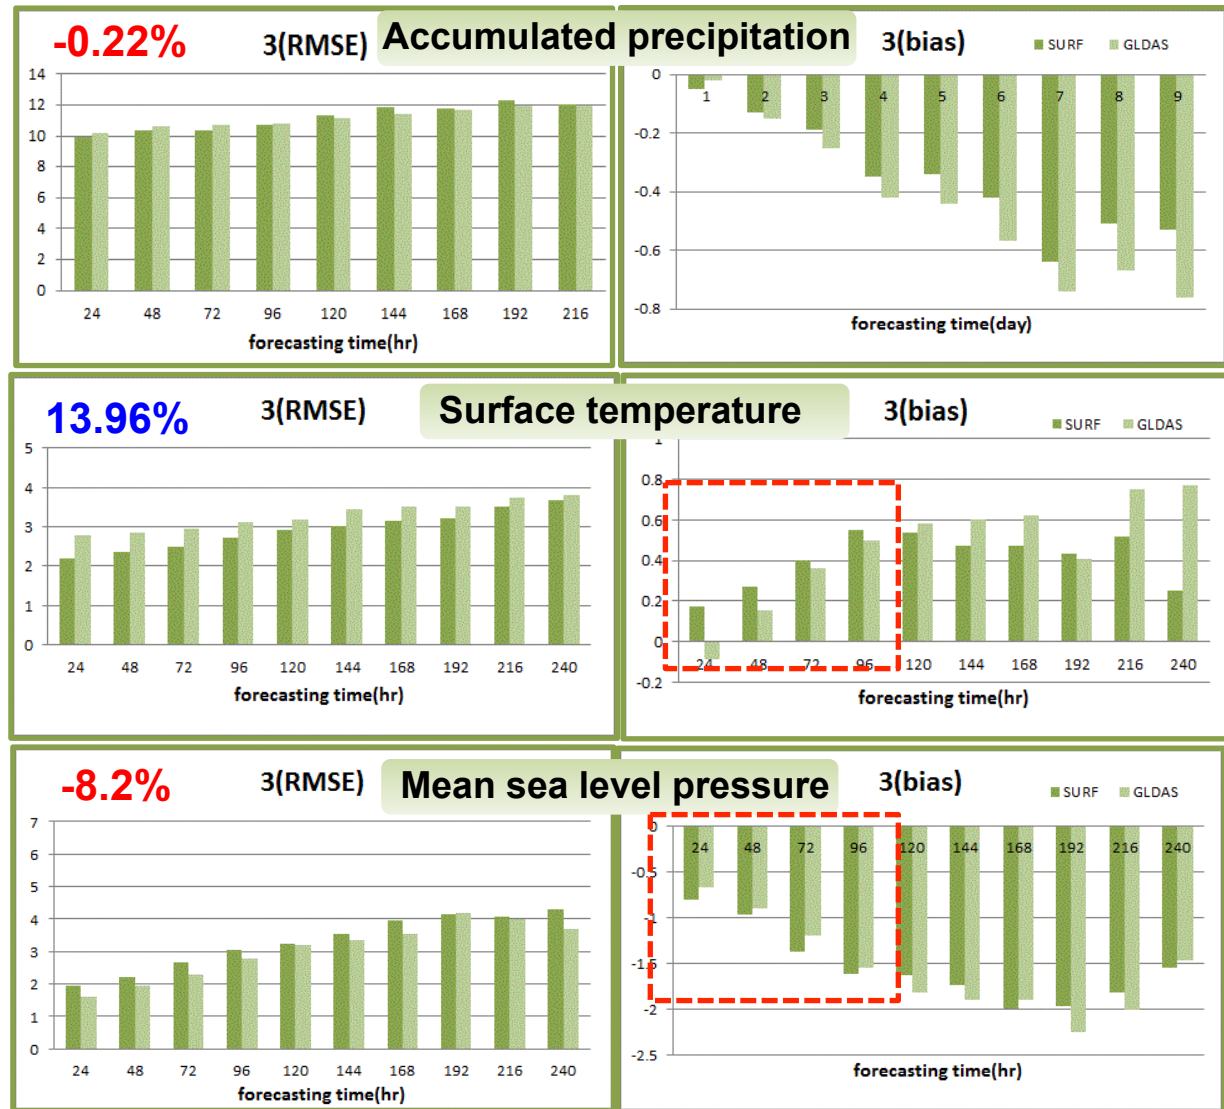 -0.22%
3(RMSE)
Accumulated precipitation
3(bias)
SURF GLDAS
14
12
10
8
6
4
2
0
24 48 72 96 120 144 168 192 216
forecasting time(hr)
0
-0.2
-0.4
-0.6
-0.8
1 2 3 4 5 6 7 8 9
forecasting time(day)
13.96%
3(RMSE)
Surface temperature
3(bias)
SURF GLDAS
5
4
3
2
1
0
24 48 72 96 120 144 168 192 216 240
forecasting time(hr)
1
0.8
0.6
0.4
0.2
0
-0.2
24 48 72 96 120 144 168 192 216 240
forecasting time(hr)
-8.2%
3(RMSE)
Mean sea level pressure
3(bias)
SURF GLDAS
7
6
5
4
3
2
1
0
24 48 72 96 120 144 168 192 216 240
forecasting time(hr)
0
-0.5
-1
-1.5
-2
-2.5
24 48 72 96 120 144 168 192 216 240
forecasting time(hr)